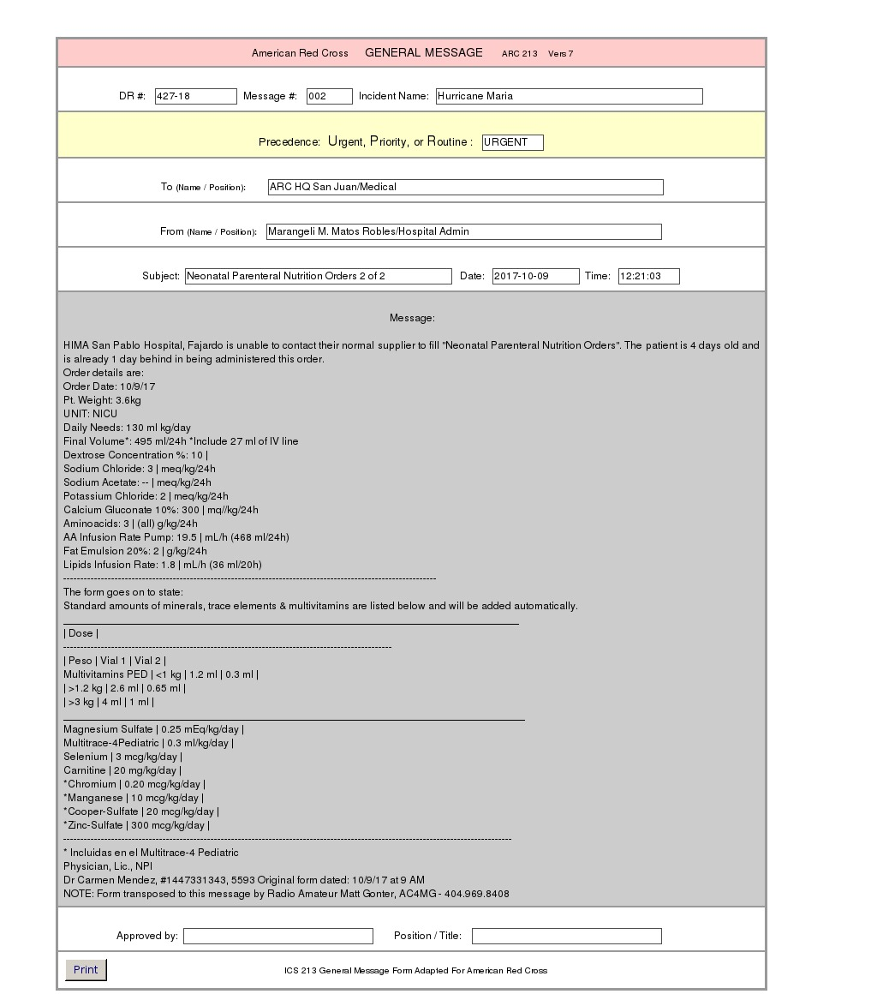 American Red Cross GENERAL MESSAGE ARC 213 Vers 7
DR #: 427-18 Message #: 002 Incident Name: Hurricane Maria
Precedence: Urgent, Priority, or Routine : URGENT
To (Name / Position): ARC HQ San Juan/Medical
From (Name / Position): Marangeli M. Matos Robles/Hospital Admin
Subject: Neonatal Parenteral Nutrition Orders 2 of 2 Date: 2017-10-09 Time: 12:21:03
Message:
HIMA San Pablo Hospital, Fajardo is unable to contact their normal supplier to fill "Neonatal Parenteral Nutrition Orders". The patient is 4 days old and
is already 1 day behind in being administered this order.
Order details are:
Order Date: 10/9/17
Pt. Weight: 3.6kg
UNIT: NICU
Daily Needs: 130 ml kg/day
Final Volume*: 495 ml/24h *Include 27 ml of IV line
Dextrose Concentration %: 10 |
Sodium Chloride: 3 | meq/kg/24h
Sodium Acetate: -- | meq/kg/24h
Potassium Chloride: 2 | meq/kg/24h
Calcium Gluconate 10%: 300 | mq//kg/24h
Aminoacids: 3 | (all) g/kg/24h
AA Infusion Rate Pump: 19.5 | mL/h (468 ml/24h)
Fat Emulsion 20%: 2 | g/kg/24h
Lipids Infusion Rate: 1.8 | mL/h (36 ml/20h)
The form goes on to state:
Standard amounts of minerals, trace elements & multivitamins are listed below and will be added automatically.
| Dose |
| Peso | Vial 1 | Vial 2 |
Multivitamins PED | <1 kg | 1.2 ml | 0.3 ml |
| >1.2 kg | 2.6 ml | 0.65 ml |
| >3 kg | 4 ml | 1 ml |
Magnesium Sulfate | 0.25 mEq/kg/day |
Multitrace-4Pediatric | 0.3 ml/kg/day |
Selenium | 3 mcg/kg/day |
Carnitine | 20 mg/kg/day |
*Chromium | 0.20 mcg/kg/day |
*Manganese | 10 mcg/kg/day |
*Cooper-Sulfate | 20 mcg/kg/day |
*Zinc-Sulfate | 300 mcg/kg/day |
* Incluidas en el Multitrace-4 Pediatric
Physician, Lic., NPI
Dr Carmen Mendez, #1447331343, 5593 Original form dated: 10/9/17 at 9 AM
NOTE: Form transposed to this message by Radio Amateur Matt Gonter, AC4MG - 404.969.8408
Approved by: Position / Title:
Print ICS 213 General Message Form Adapted For American Red Cross